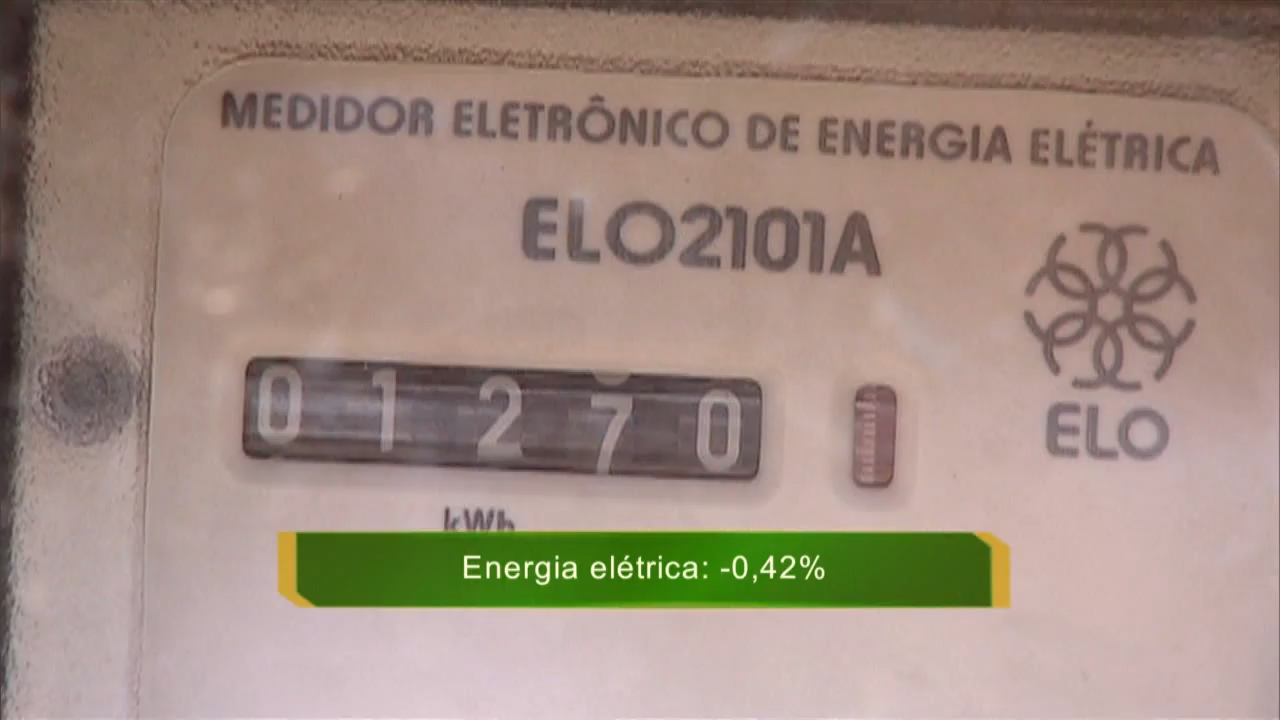 MEDIDOR ELETRÔNICO DE ENERGIA ELÉTRICA
ELO2101A
01270
ELO
kWh
Energia elétrica: -0,42%